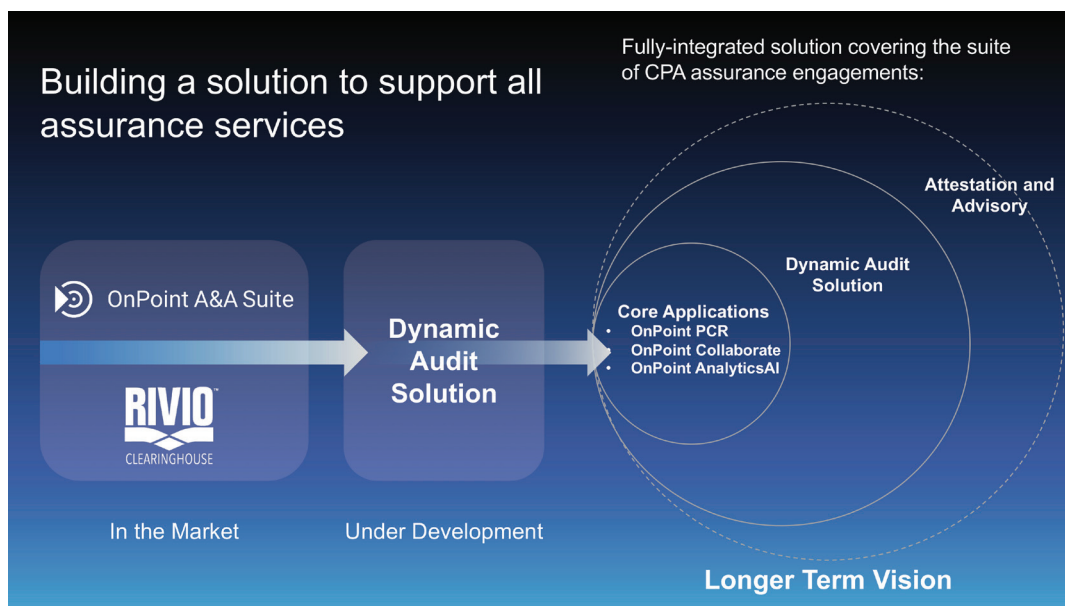 Building a solution to support all
assurance services
OnPoint A&A Suite
RIVIO™
CLEARINGHOUSE
In the Market
Dynamic
Audit
Solution
Under Development
Fully-integrated solution covering the suite
of CPA assurance engagements:
Attestation and
Advisory
Dynamic Audit
Solution
Core Applications
• OnPoint PCR
• OnPoint Collaborate
• OnPoint AnalyticsAI
Longer Term Vision